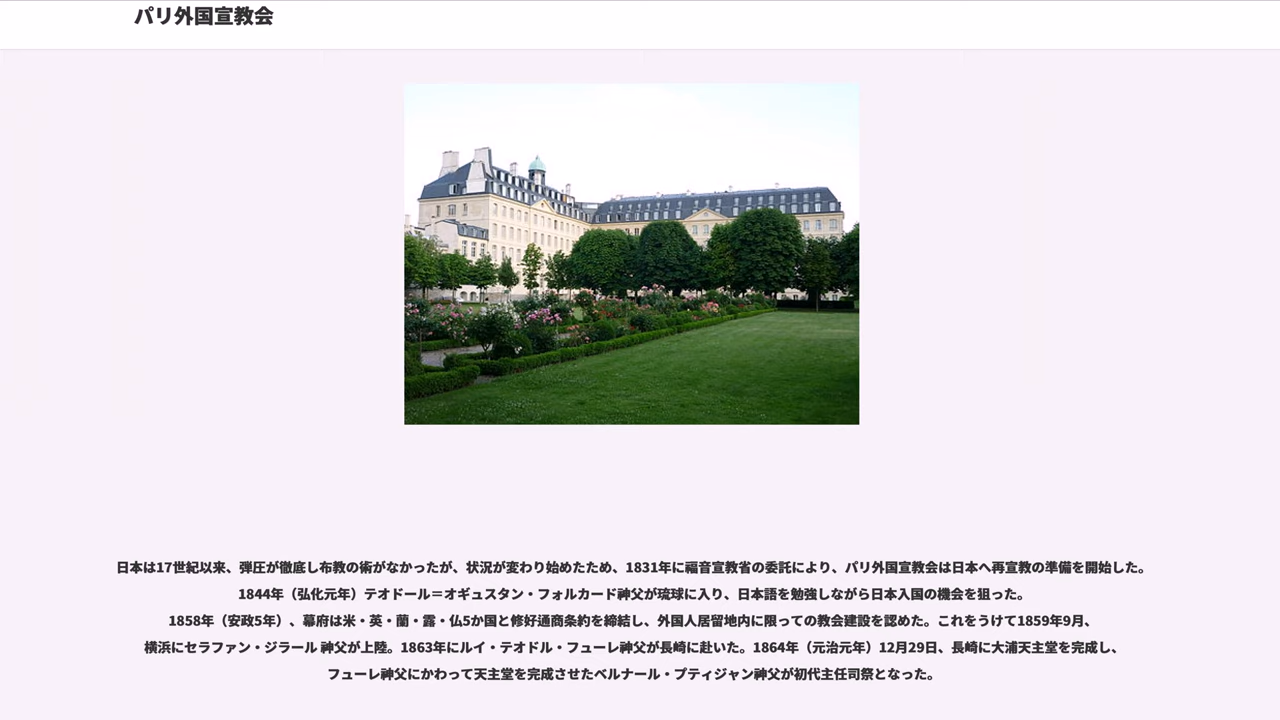 パリ外国宣教会
日本は17世紀以来、弾圧が徹底し布教の術がなかったが、状況が変わり始めたため、1831年に福音宣教省の委託により、パリ外国宣教会は日本へ再宣教の準備を開始した。
1844年（弘化元年）テオドール＝オギュスタン・フォルカード神父が琉球に入り、日本語を勉強しながら日本入国の機会を狙った。
1858年（安政5年）、幕府は米・英・蘭・露・仏5か国と修好通商条約を締結し、外国人居留地内に限っての教会建設を認めた。これをうけて1859年9月、
横浜にセラファン・ジラール 神父が上陸。1863年にルイ・テオドル・フューレ神父が長崎に赴いた。1864年（元治元年）12月29日、長崎に大浦天主堂を完成し、
フューレ神父にかわって天主堂を完成させたベルナール・プティジャン神父が初代主任司祭となった。